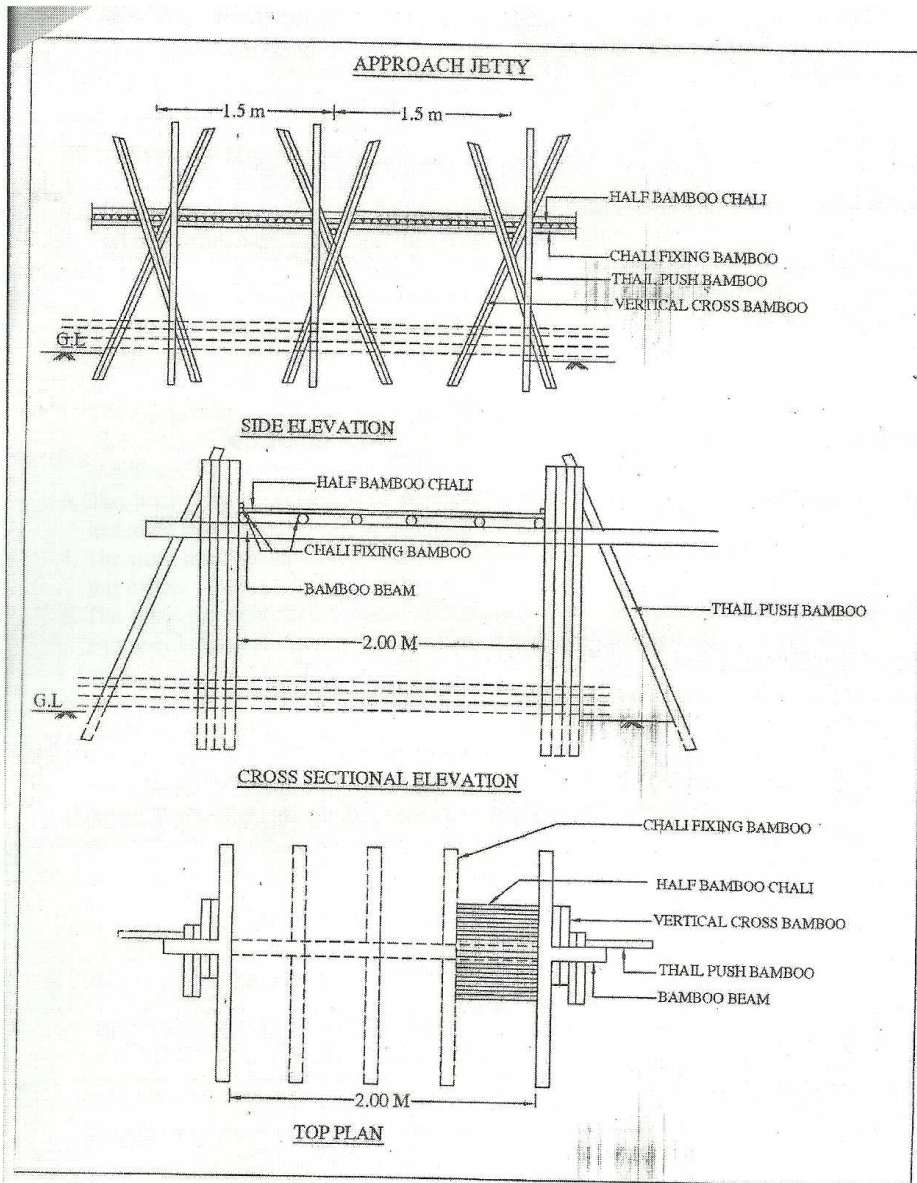 APPROACH JETTY
1.5 m
1.5 m
HALF BAMBOO CHALI
CHALI FIXING BAMBOO
THAIL PUSH BAMBOO
VERTICAL CROSS BAMBOO
G.L
SIDE ELEVATION
HALF BAMBOO CHALI
CHALI FIXING BAMBOO
BAMBOO BEAM
THAIL PUSH BAMBOO
2.00 M
G.L
CROSS SECTIONAL ELEVATION
CHALI FIXING BAMBOO
HALF BAMBOO CHALI
VERTICAL CROSS BAMBOO
THAIL PUSH BAMBOO
BAMBOO BEAM
2.00 M
TOP PLAN